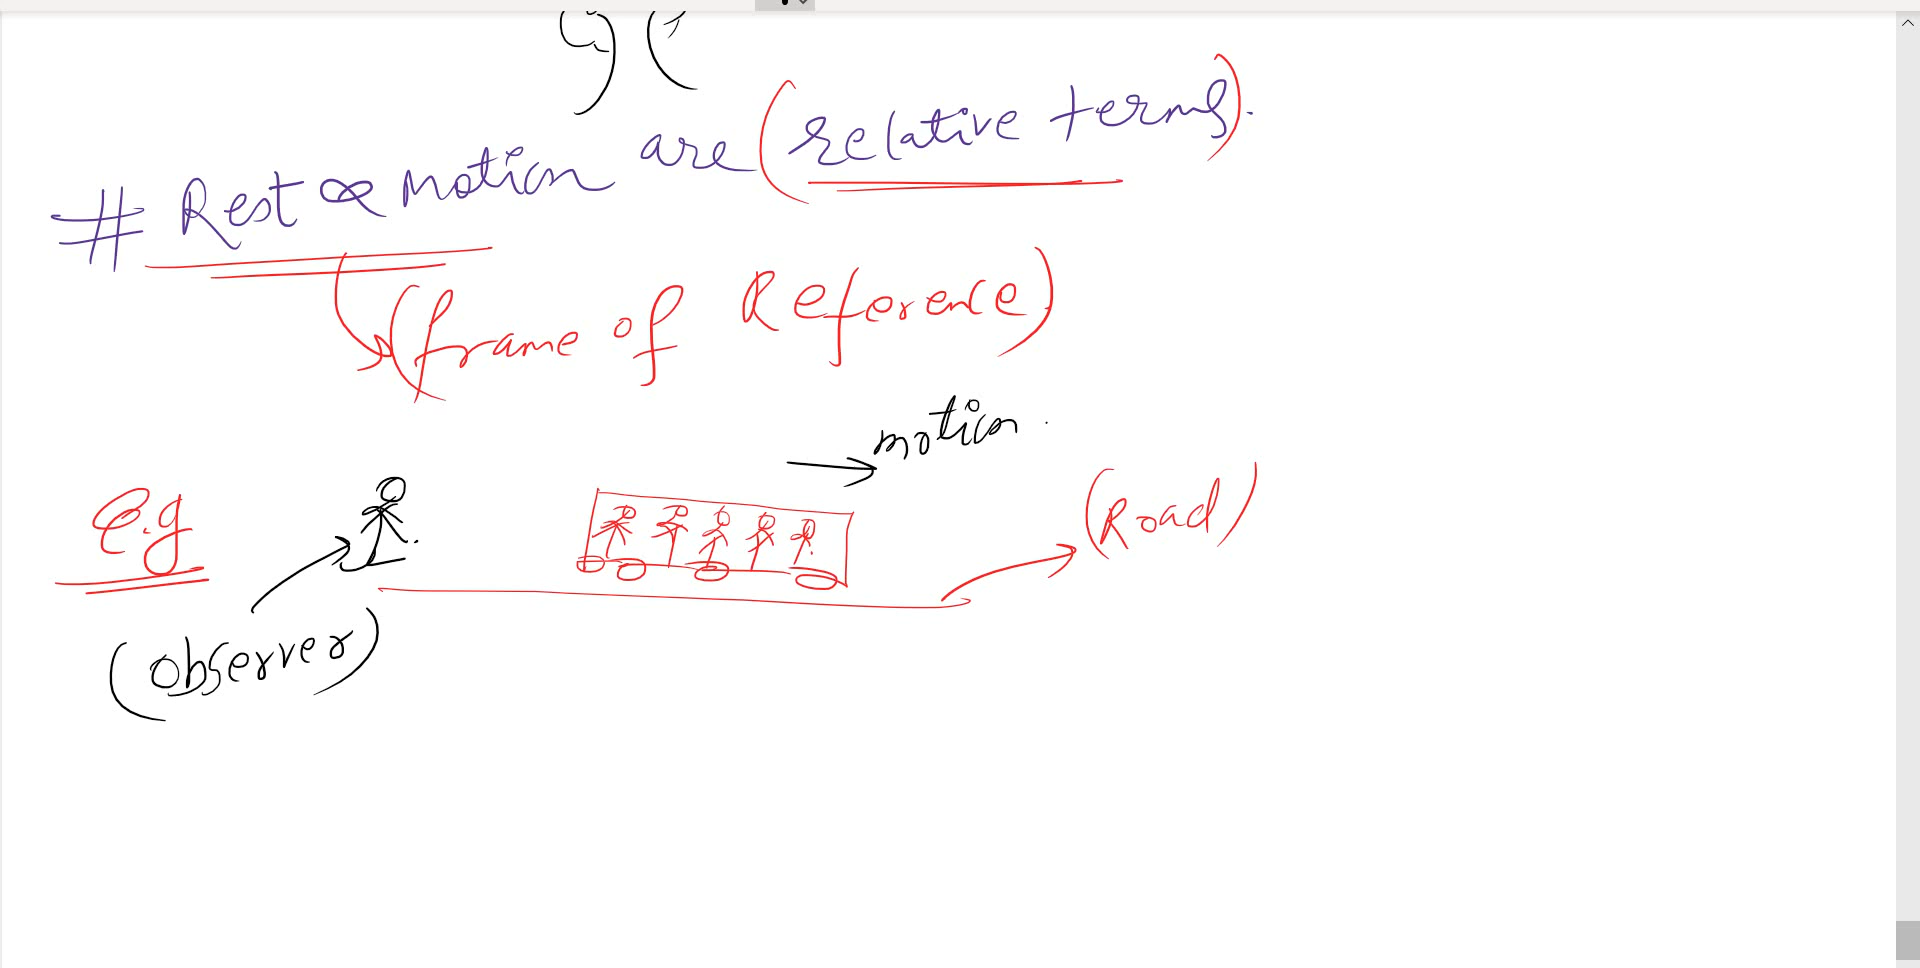 # Rest & motion are (relative terms).
(frame of Reference)
motion.
e.g
(Road)
(observer)